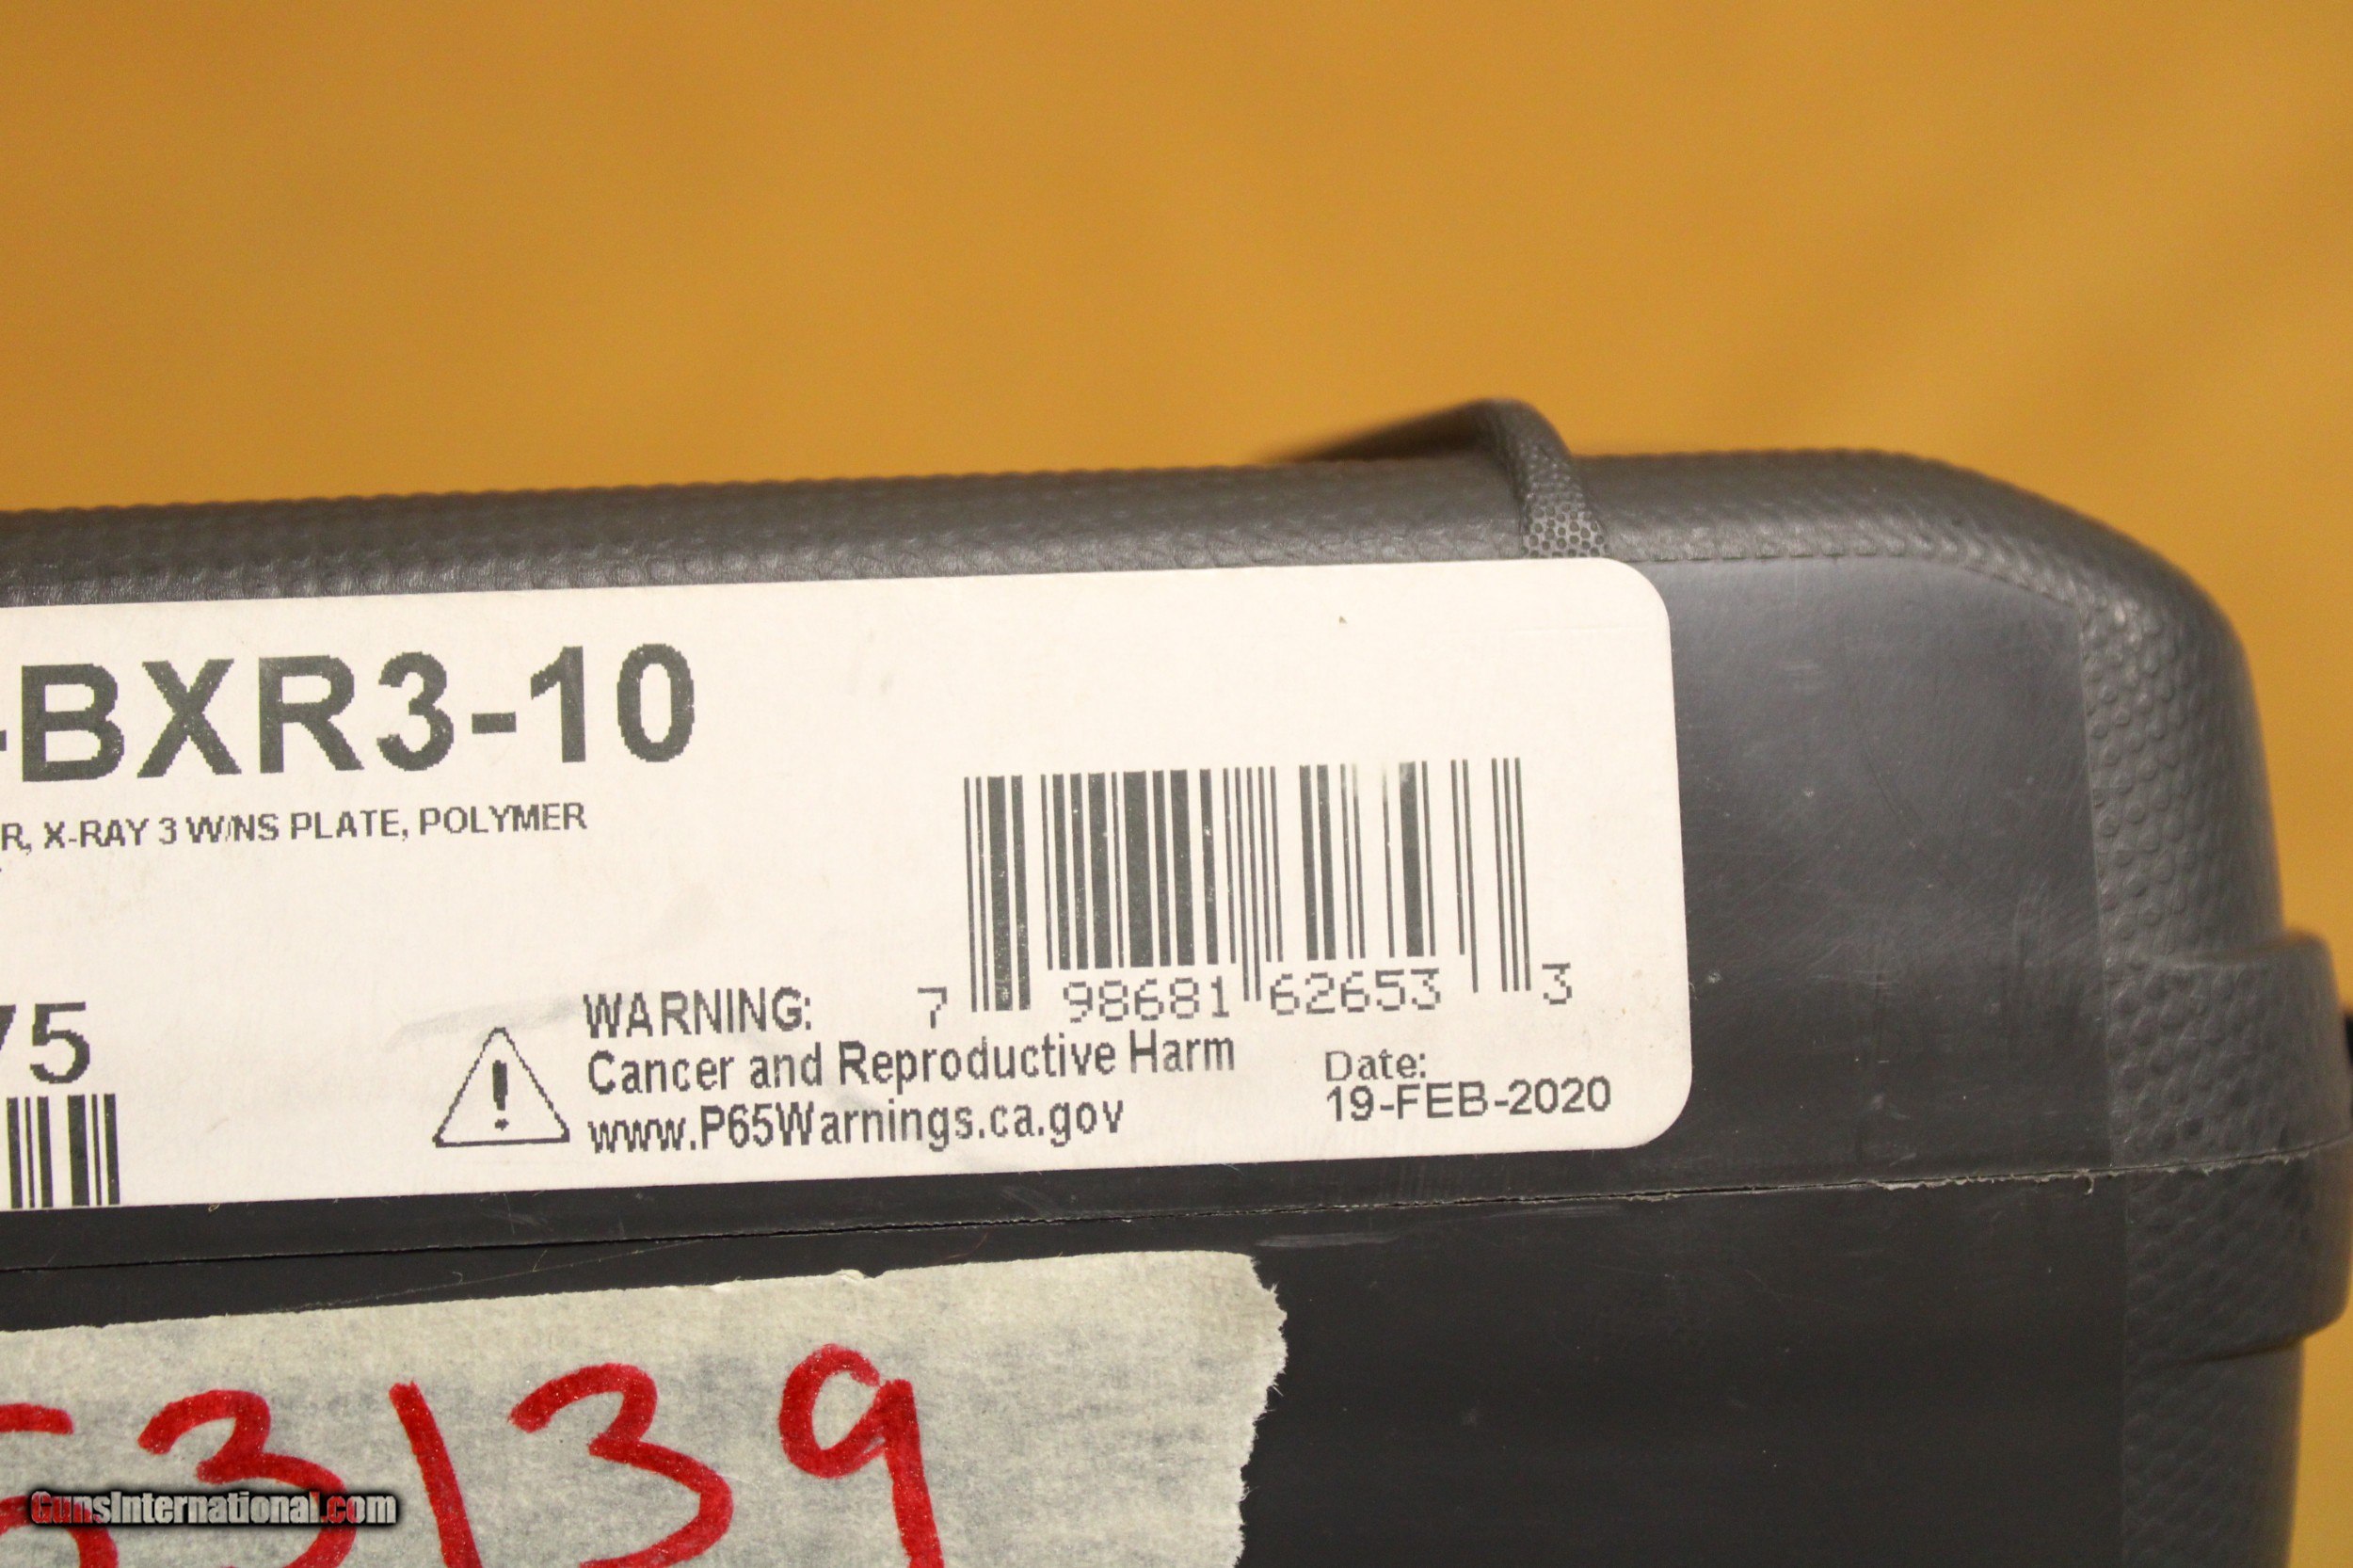 -BXR3-10
R, X-RAY 3 W/NS PLATE, POLYMER
7 98681 62653 3
75
WARNING:
Cancer and Reproductive Harm
www.P65Warnings.ca.gov
Date:
19-FEB-2020
53139
GunsInternational.com